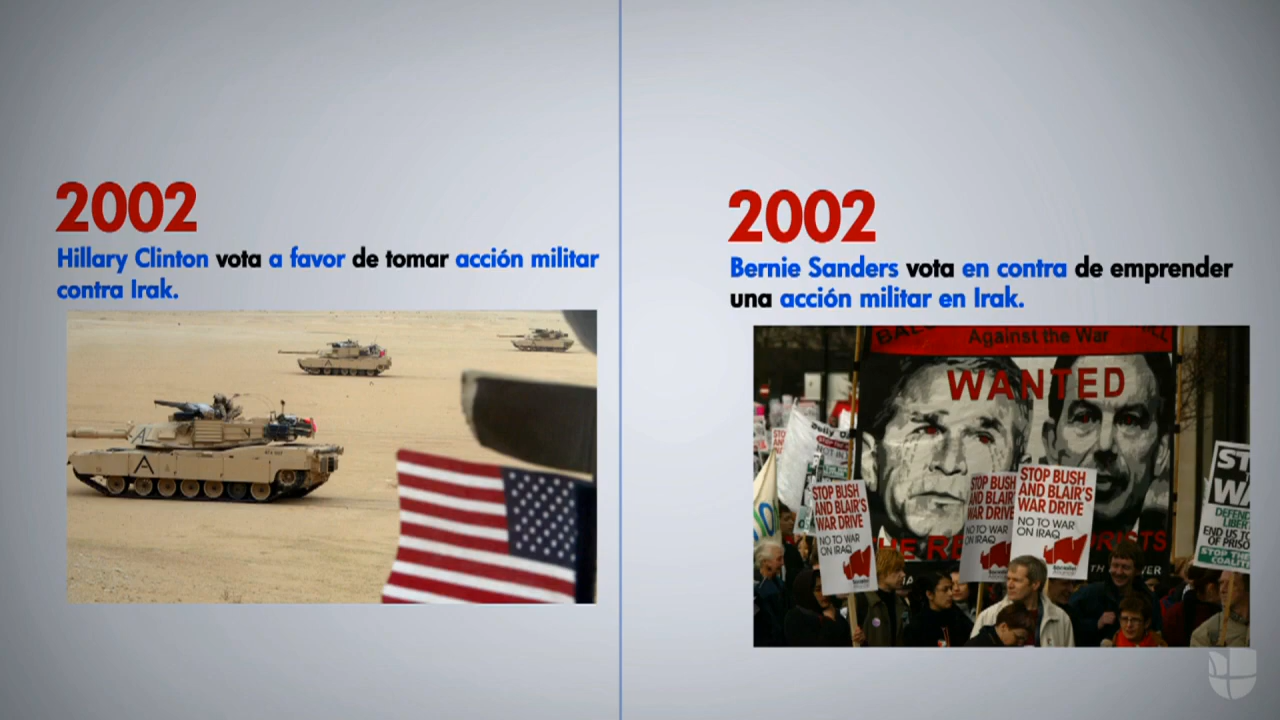 2002
Hillary Clinton vota a favor de tomar acción militar
contra Irak.
A
2002
Bernie Sanders vota en contra de emprender
una acción militar en Irak.
Against the War
WANTED
STOP BUSH
AND BLAIR'S
WAR DRIVE
NO TO WAR
ON IRAQ
STOP BUSH
AND BLAIR'S
WAR DRIVE
NO TO WAR
ON IRAQ
STOP BUSH
AND BLAIR'S
WAR DRIVE
NO TO WAR
ON IRAQ
END US